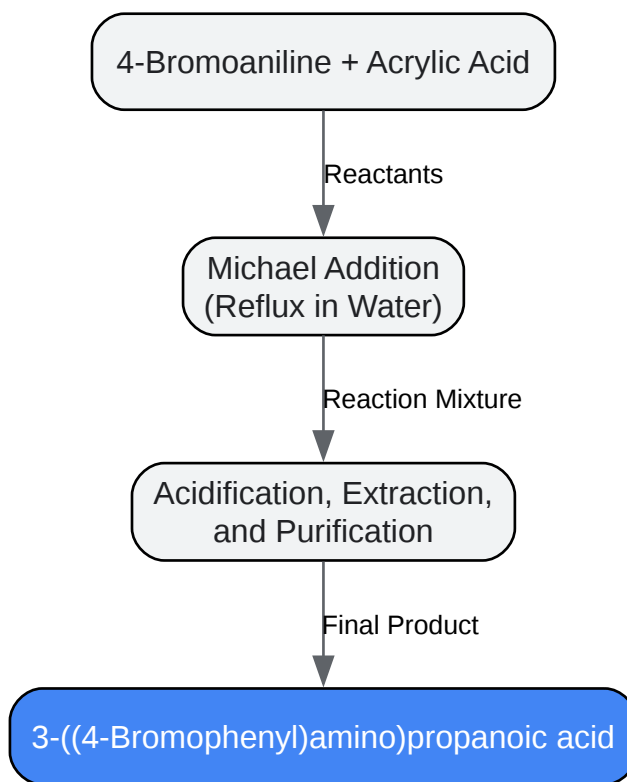 4-Bromoaniline + Acrylic Acid
Reactants
Michael Addition
(Reflux in Water)
Reaction Mixture
Acidification, Extraction,
and Purification
Final Product
3-((4-Bromophenyl)amino)propanoic acid